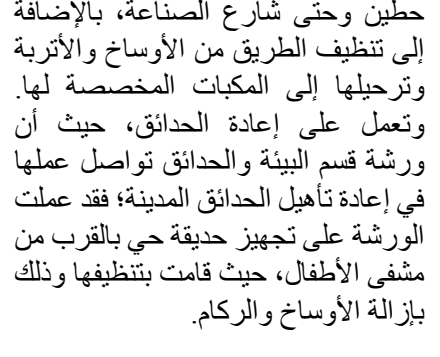 حطين وحتى شارع الصناعة، بالإضافة
إلى تنظيف الطريق من الأوساخ والأتربة
وترحيلها إلى المكبات المخصصة لها.
وتعمل على إعادة الحدائق، حيث أن
ورشة قسم البيئة والحدائق تواصل عملها
في إعادة تأهيل الحدائق المدينة؛ فقد عملت
الورشة على تجهيز حديقة حي بالقرب من
مشفى الأطفال، حيث قامت بتنظيفها وذلك
بإزالة الأوساخ والركام.